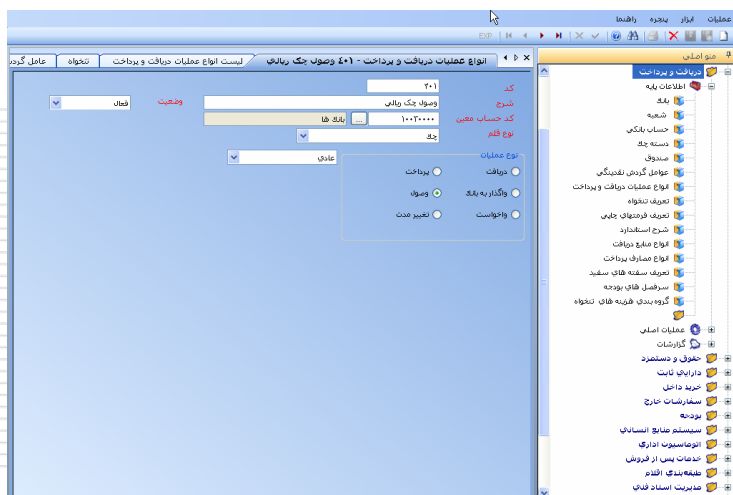 عملیات ابزار پنجره راهنما
EXP
منو اصلی
دریافت و پرداخت
اطلاعات پایه
بانک
شعبه
حساب بانکی
دسته چک
صندوق
عوامل گردش نقدینگی
انواع عملیات دریافت و پرداخت
تعریف تنخواه
تعریف فرمتهای چاپی
شرح استاندارد
انواع منابع دریافت
انواع مصارف پرداخت
تعریف سفته های سفید
سرفصل های بودجه
گروه بندی هزینه های تنخواه
عملیات اصلی
گزارشات
حقوق و دستمزد
دارایی ثابت
خرید داخل
سفارشات خارج
بودجه
سیستم منابع انسانی
اتوماسیون اداری
خدمات پس از فروش
طبقه بندی اقلام
مدیریت اسناد فنی
انواع عملیات دریافت و پرداخت - ٤٠١ وصول چک ریالی
لیست انواع عملیات دریافت و پرداخت
تنخواه
عامل گرد
کد ۴۰۱
شرح وصول چک ریالی وضعیت فعال
کد حساب معین ۱۰۰۲۰۰۰۰ ... بانک ها
نوع قلم چک
نوع عملیات عادي
دریافت پرداخت
واگذار به بانک وصول
واخواست تغییر مدت